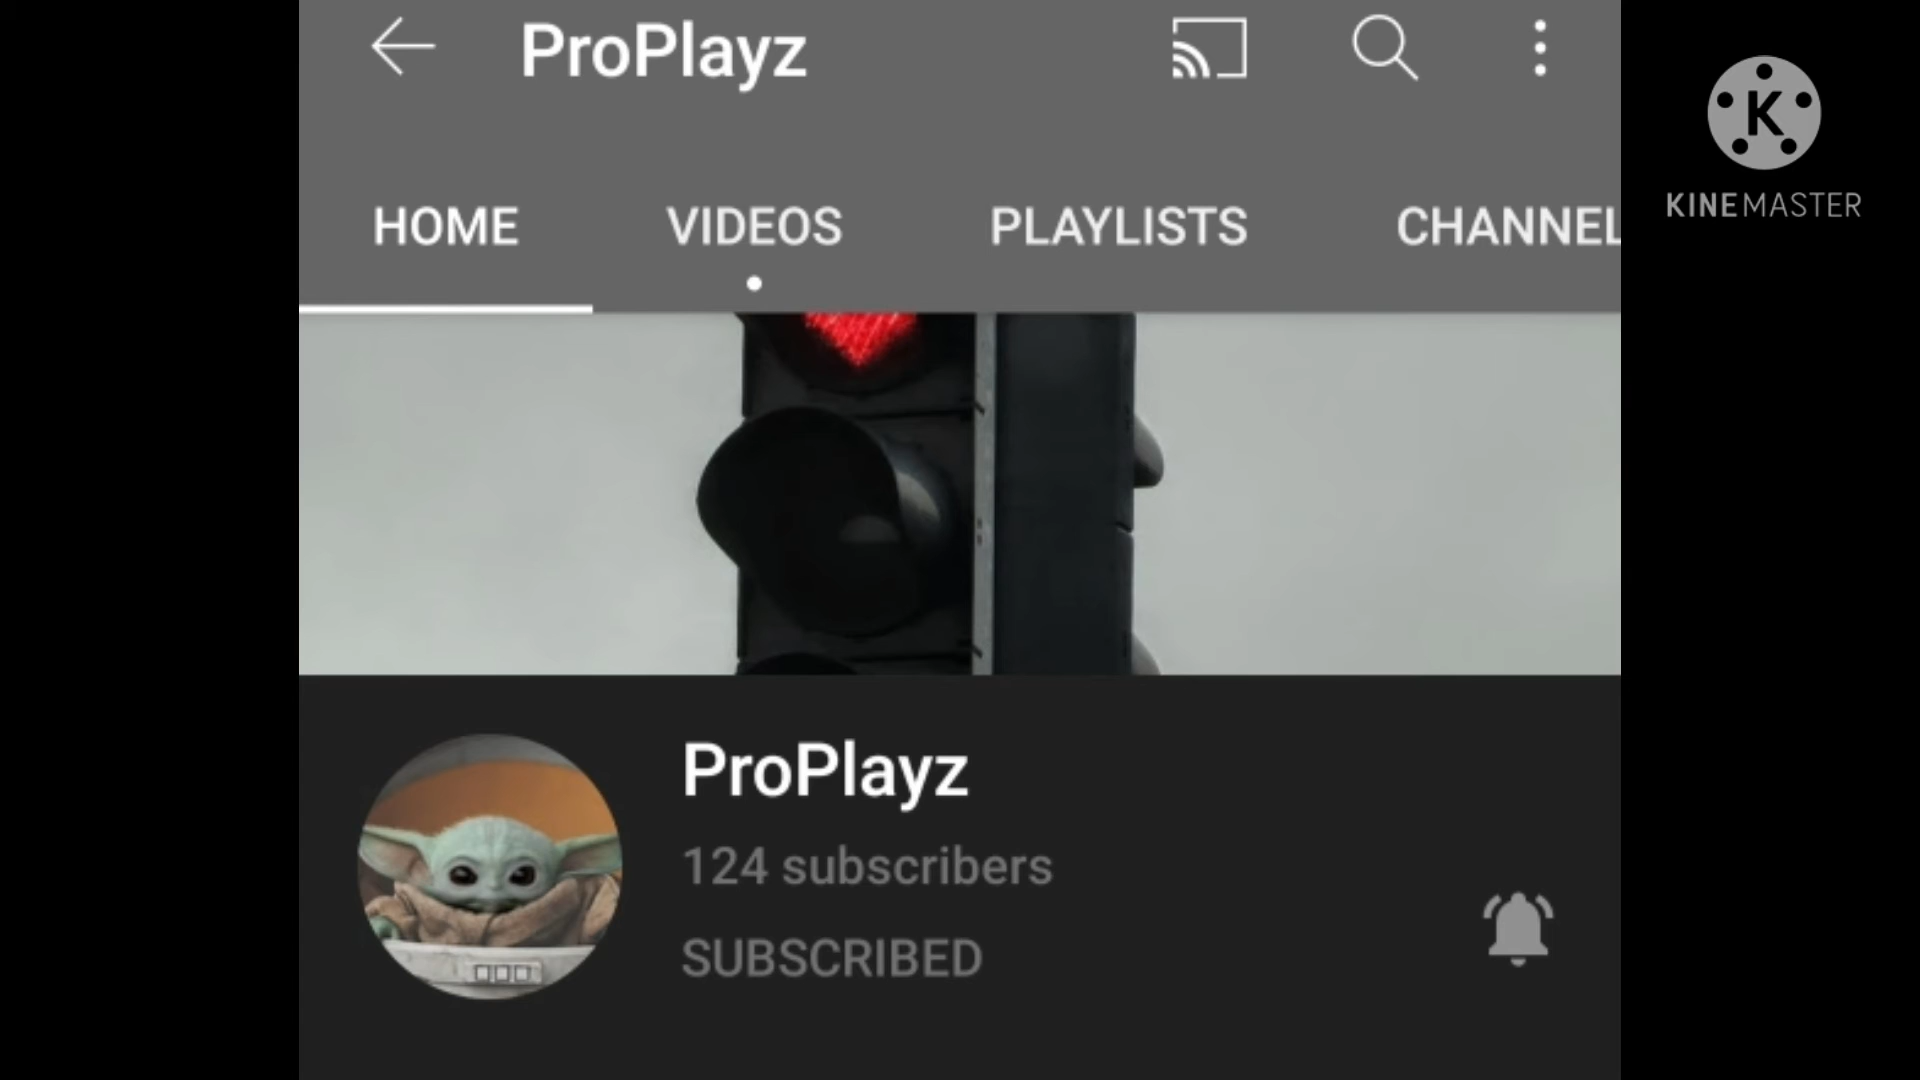 ProPlayz
HOME VIDEOS PLAYLISTS CHANNEL
K
KINEMASTER
ProPlayz
124 subscribers
SUBSCRIBED